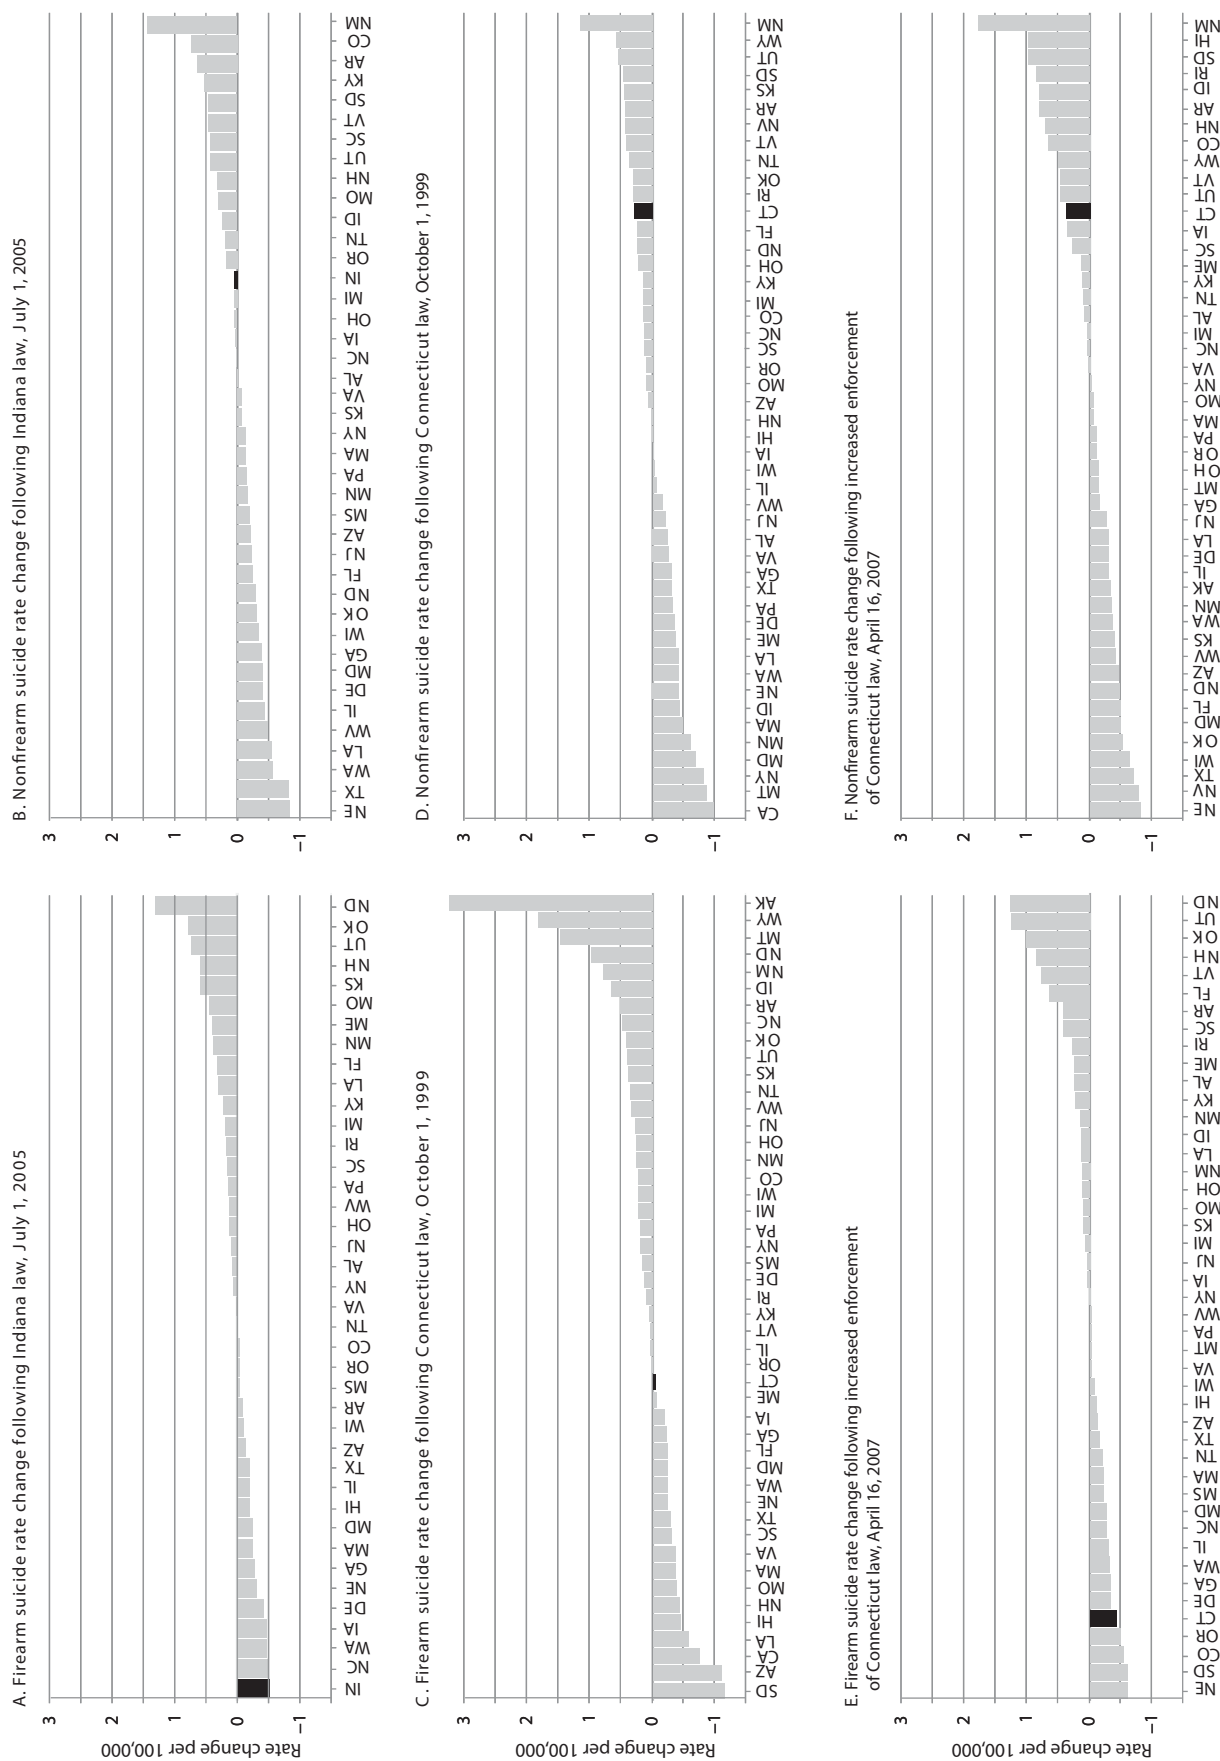 A. Firearm suicide rate change following Indiana law, July 1, 2005
Rate change per 100,000
3
2
1
0
−1
IN
NC
WA
IA
DE
NE
GA
MA
MD
HI
IL
TX
AZ
WI
AR
MS
OR
CO
TN
VA
NY
AL
NJ
OH
WV
PA
SC
RI
MI
KY
LA
FL
MN
ME
MO
KS
NH
UT
OK
ND
B. Nonfirearm suicide rate change following Indiana law, July 1, 2005
3
2
1
0
−1
NE
TX
WA
LA
WV
IL
DE
MD
GA
WI
OK
ND
FL
NJ
AZ
MS
MN
PA
MA
NY
KS
VA
AL
NC
IA
OH
MI
IN
OR
TN
ID
MO
NH
UT
SC
VT
SD
KY
AR
CO
NM
C. Firearm suicide rate change following Connecticut law, October 1, 1999
Rate change per 100,000
3
2
1
0
−1
SD
AZ
CA
LA
HI
NH
MO
MA
VA
SC
TX
NE
WA
MD
FL
GA
IA
ME
CT
OR
IL
VT
KY
RI
DE
MS
NY
PA
MI
WI
CO
MN
OH
NJ
WV
TN
KS
UT
OK
NC
AR
ID
NM
ND
MT
WY
AK
D. Nonfirearm suicide rate change following Connecticut law, October 1, 1999
3
2
1
0
−1
CA
MT
NY
MD
MN
MA
ID
NE
WA
LA
ME
DE
PA
TX
GA
VA
AL
NJ
WV
IL
WI
IA
HI
NH
AZ
MO
OR
SC
NC
CO
MI
KY
OH
ND
FL
CT
RI
OK
TN
VT
NV
AR
KS
SD
UT
WY
NM
E. Firearm suicide rate change following increased enforcement
of Connecticut law, April 16, 2007
Rate change per 100,000
3
2
1
0
−1
NE
SD
CO
OR
CT
DE
GA
WA
IL
NC
MD
MS
MA
TN
TX
AZ
HI
WI
VA
MT
PA
WV
NY
IA
NJ
MI
KS
MO
OH
NM
LA
ID
MN
KY
AL
ME
RI
SC
AR
FL
VT
NH
OK
UT
ND
F. Nonfirearm suicide rate change following increased enforcement
of Connecticut law, April 16, 2007
3
2
1
0
−1
NE
NV
TX
WI
OK
MD
FL
ND
AZ
WV
KS
WA
MN
AK
IL
DE
LA
NJ
GA
MT
OH
OR
PA
MA
MO
NY
VA
NC
MI
AL
TN
KY
ME
SC
IA
CT
UT
VT
WY
CO
NH
AR
ID
RI
SD
HI
NM